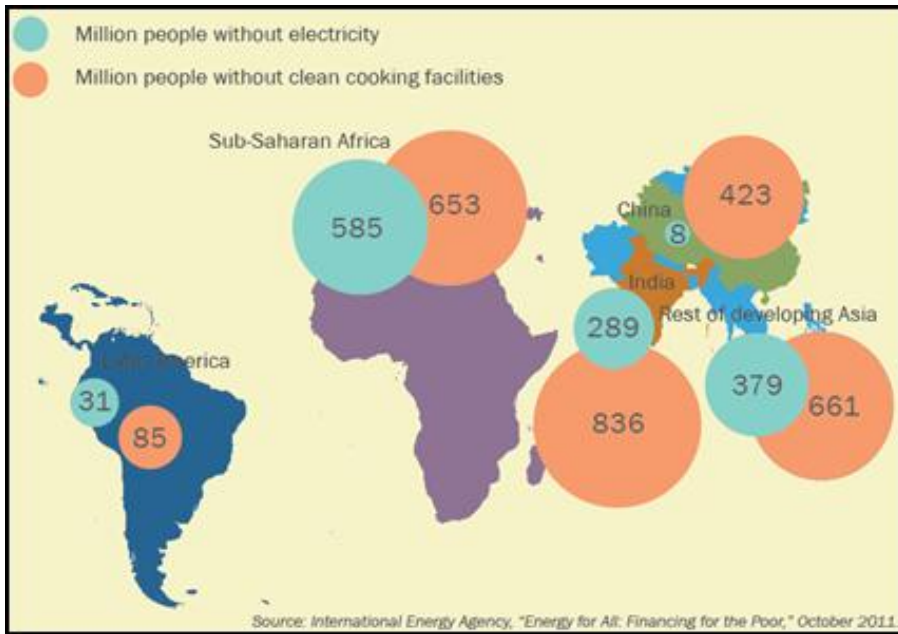 Million people without electricity
Million people without clean cooking facilities
Sub-Saharan Africa
585
653
423
China
8
India
289
Rest of developing Asia
379
661
836
Latin America
31
85
Source: International Energy Agency, "Energy for All: Financing for the Poor," October 2011.